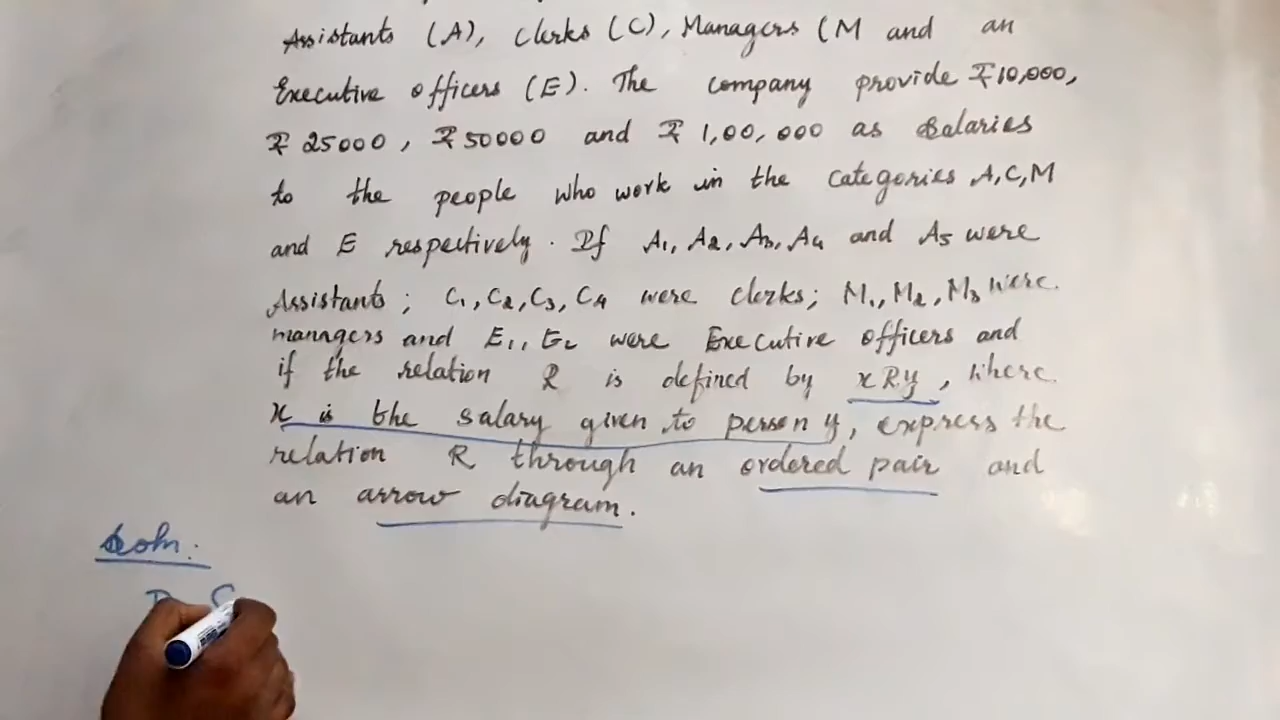 Assistants (A), Clerks (C), Managers (M and an
Executive officers (E). The company provide ₹10,000,
₹ 25000, ₹50000 and ₹ 1,00,000 as Salaries
to the people who work in the categories A,C,M
and E respectively. If A1, A2, A3, A4 and A5 were
Assistants; C1, C2, C3, C4 were clerks; M1, M2, M3 were.
managers and E1, E2 were Executive officers and
if the relation R is defined by xRy, where.
x is the salary given to person y, express the
relation R through an ordered pair and
an arrow diagram.
Soln: